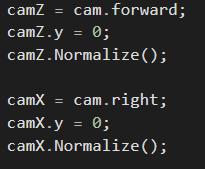 camZ = cam.forward;
camZ.y = 0;
camZ.Normalize();
camX = cam.right;
camX.y = 0;
camX.Normalize();